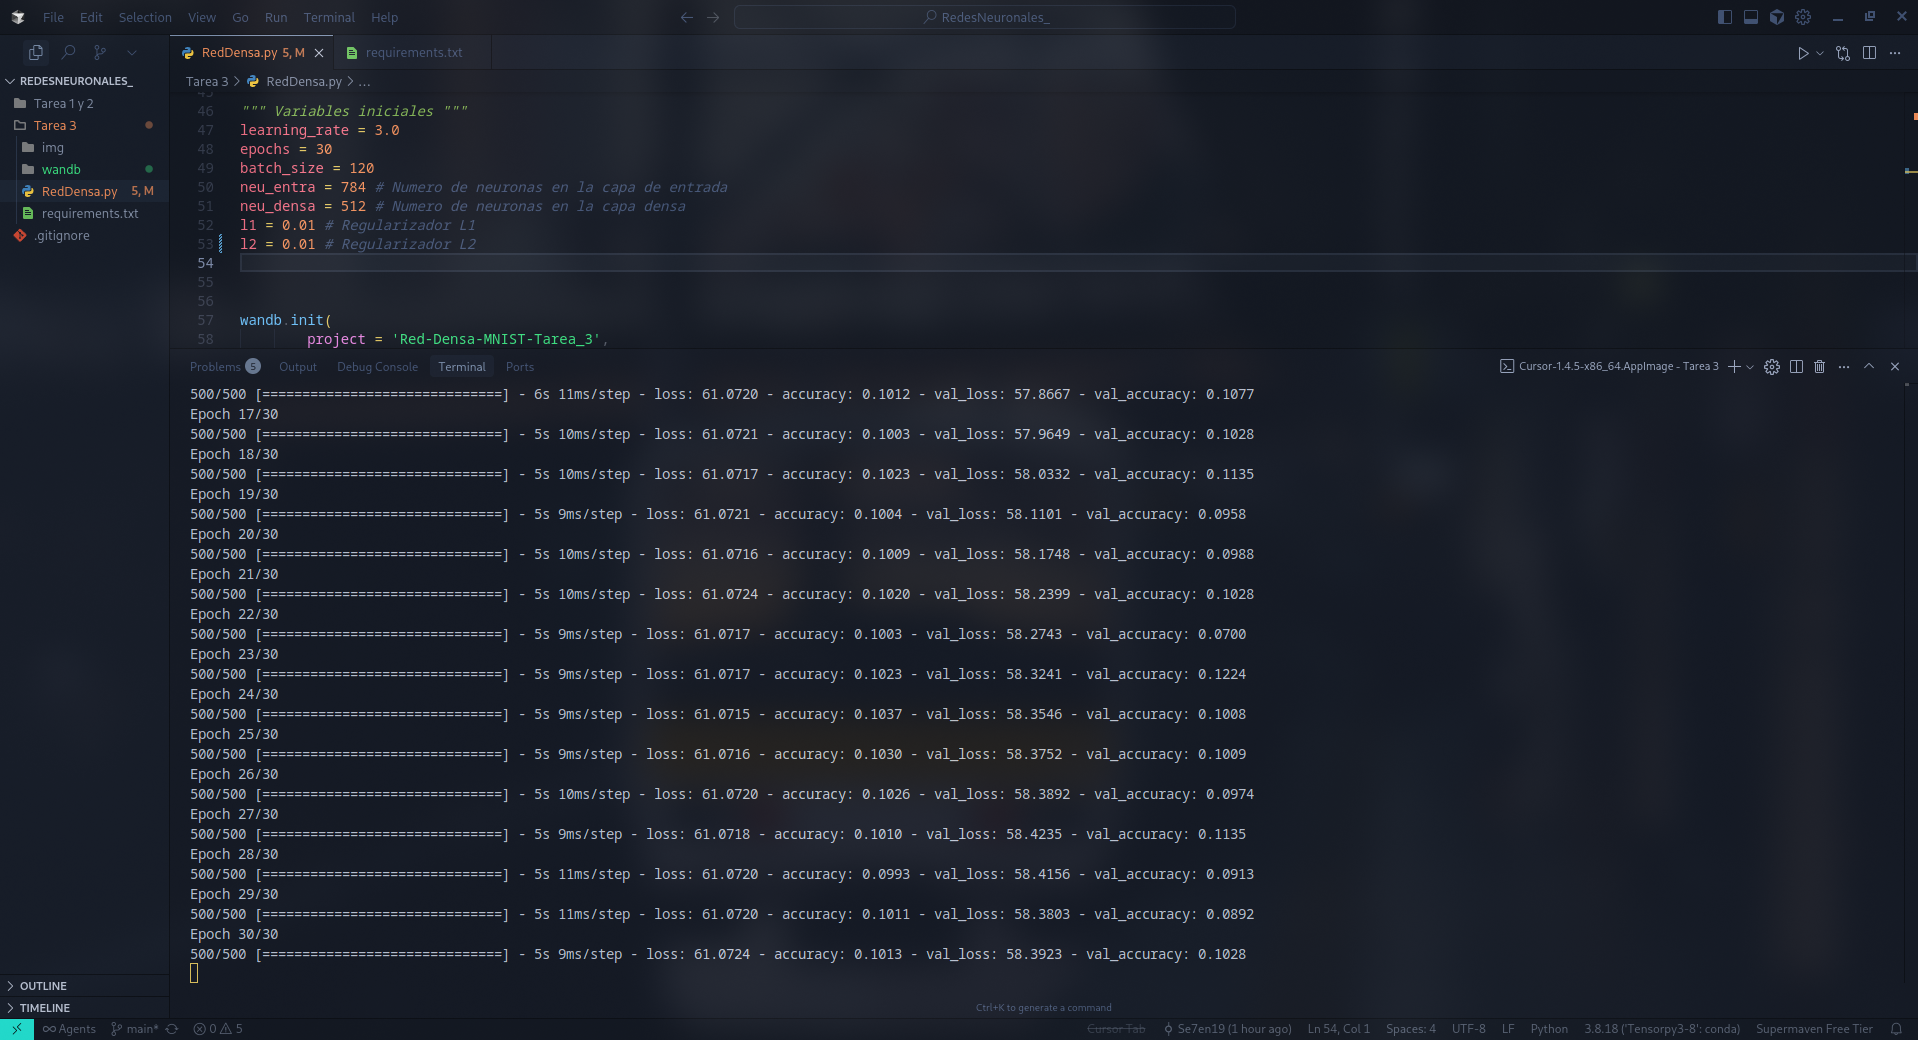 File Edit Selection View Go Run Terminal Help
RedesNeuronales_
RedDensa.py 5, M
requirements.txt
REDESNEURONALES_
Tarea 1 y 2
Tarea 3
img
wandb
RedDensa.py 5, M
requirements.txt
.gitignore
Tarea 3 > RedDensa.py > ...
46 """ Variables iniciales """
47 learning_rate = 3.0
48 epochs = 30
49 batch_size = 120
50 neu_entra = 784 # Numero de neuronas en la capa de entrada
51 neu_densa = 512 # Numero de neuronas en la capa densa
52 l1 = 0.01 # Regularizador L1
53 l2 = 0.01 # Regularizador L2
54
55
56
57 wandb.init(
58 project = 'Red-Densa-MNIST-Tarea_3',
Problems 5 Output Debug Console Terminal Ports
Cursor-1.4.5-x86_64.AppImage - Tarea 3
500/500 [==============================] - 6s 11ms/step - loss: 61.0720 - accuracy: 0.1012 - val_loss: 57.8667 - val_accuracy: 0.1077
Epoch 17/30
500/500 [==============================] - 5s 10ms/step - loss: 61.0721 - accuracy: 0.1003 - val_loss: 57.9649 - val_accuracy: 0.1028
Epoch 18/30
500/500 [==============================] - 5s 10ms/step - loss: 61.0717 - accuracy: 0.1023 - val_loss: 58.0332 - val_accuracy: 0.1135
Epoch 19/30
500/500 [==============================] - 5s 9ms/step - loss: 61.0721 - accuracy: 0.1004 - val_loss: 58.1101 - val_accuracy: 0.0958
Epoch 20/30
500/500 [==============================] - 5s 10ms/step - loss: 61.0716 - accuracy: 0.1009 - val_loss: 58.1748 - val_accuracy: 0.0988
Epoch 21/30
500/500 [==============================] - 5s 10ms/step - loss: 61.0724 - accuracy: 0.1020 - val_loss: 58.2399 - val_accuracy: 0.1028
Epoch 22/30
500/500 [==============================] - 5s 9ms/step - loss: 61.0717 - accuracy: 0.1003 - val_loss: 58.2743 - val_accuracy: 0.0700
Epoch 23/30
500/500 [==============================] - 5s 9ms/step - loss: 61.0717 - accuracy: 0.1023 - val_loss: 58.3241 - val_accuracy: 0.1224
Epoch 24/30
500/500 [==============================] - 5s 9ms/step - loss: 61.0715 - accuracy: 0.1037 - val_loss: 58.3546 - val_accuracy: 0.1008
Epoch 25/30
500/500 [==============================] - 5s 9ms/step - loss: 61.0716 - accuracy: 0.1030 - val_loss: 58.3752 - val_accuracy: 0.1009
Epoch 26/30
500/500 [==============================] - 5s 10ms/step - loss: 61.0720 - accuracy: 0.1026 - val_loss: 58.3892 - val_accuracy: 0.0974
Epoch 27/30
500/500 [==============================] - 5s 9ms/step - loss: 61.0718 - accuracy: 0.1010 - val_loss: 58.4235 - val_accuracy: 0.1135
Epoch 28/30
500/500 [==============================] - 5s 11ms/step - loss: 61.0720 - accuracy: 0.0993 - val_loss: 58.4156 - val_accuracy: 0.0913
Epoch 29/30
500/500 [==============================] - 5s 11ms/step - loss: 61.0720 - accuracy: 0.1011 - val_loss: 58.3803 - val_accuracy: 0.0892
Epoch 30/30
500/500 [==============================] - 5s 9ms/step - loss: 61.0724 - accuracy: 0.1013 - val_loss: 58.3923 - val_accuracy: 0.1028
Ctrl+K to generate a command
OUTLINE
TIMELINE
Agents main* 0 5 Cursor Tab Se7en19 (1 hour ago) Ln 54, Col 1 Spaces: 4 UTF-8 LF Python 3.8.18 ('Tensorpy3-8': conda) Supermaven Free Tier